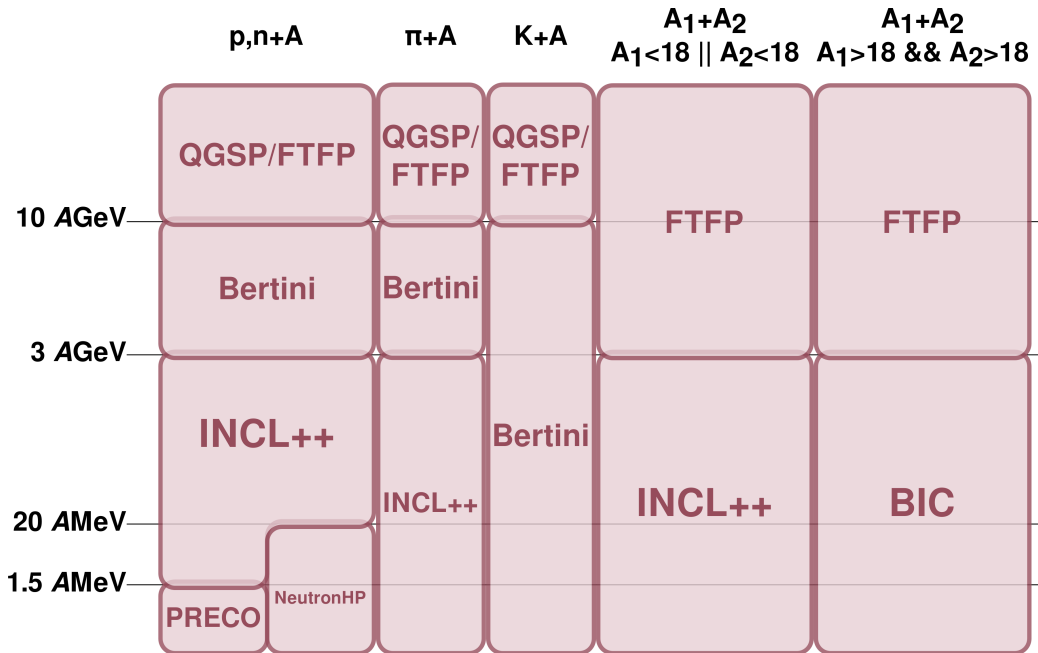 p,n+A
π+A
K+A
A1+A2
A1<18 || A2<18
A1+A2
A1>18 && A2>18
QGSP/FTFP
QGSP/
FTFP
QGSP/
FTFP
FTFP
FTFP
10 AGeV
Bertini
Bertini
3 AGeV
INCL++
Bertini
INCL++
INCL++
BIC
20 AMeV
1.5 AMeV
NeutronHP
PRECO